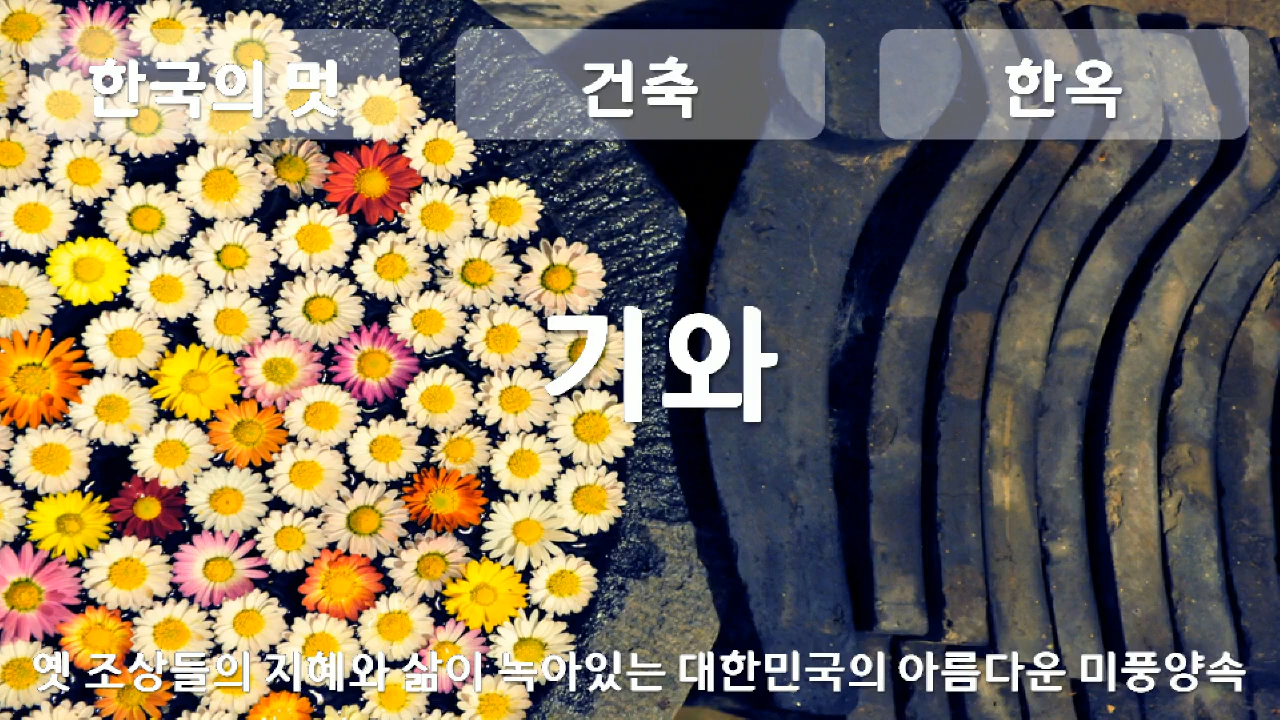 한국의 멋
건축
한옥
기와
옛 조상들의 지혜와 삶이 녹아있는 대한민국의 아름다운 미풍양속